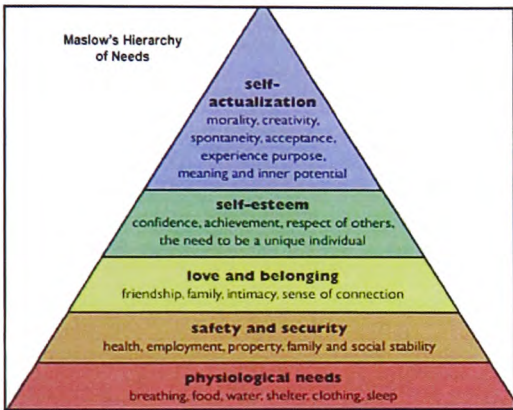 Maslow's Hierarchy
of Needs
self-
actualization
morality, creativity,
spontaneity, acceptance,
experience purpose,
meaning and inner potential
self-esteem
confidence, achievement, respect of others,
the need to be a unique individual
love and belonging
friendship, family, intimacy, sense of connection
safety and security
health, employment, property, family and social stability
physiological needs
breathing, food, water, shelter, clothing, sleep